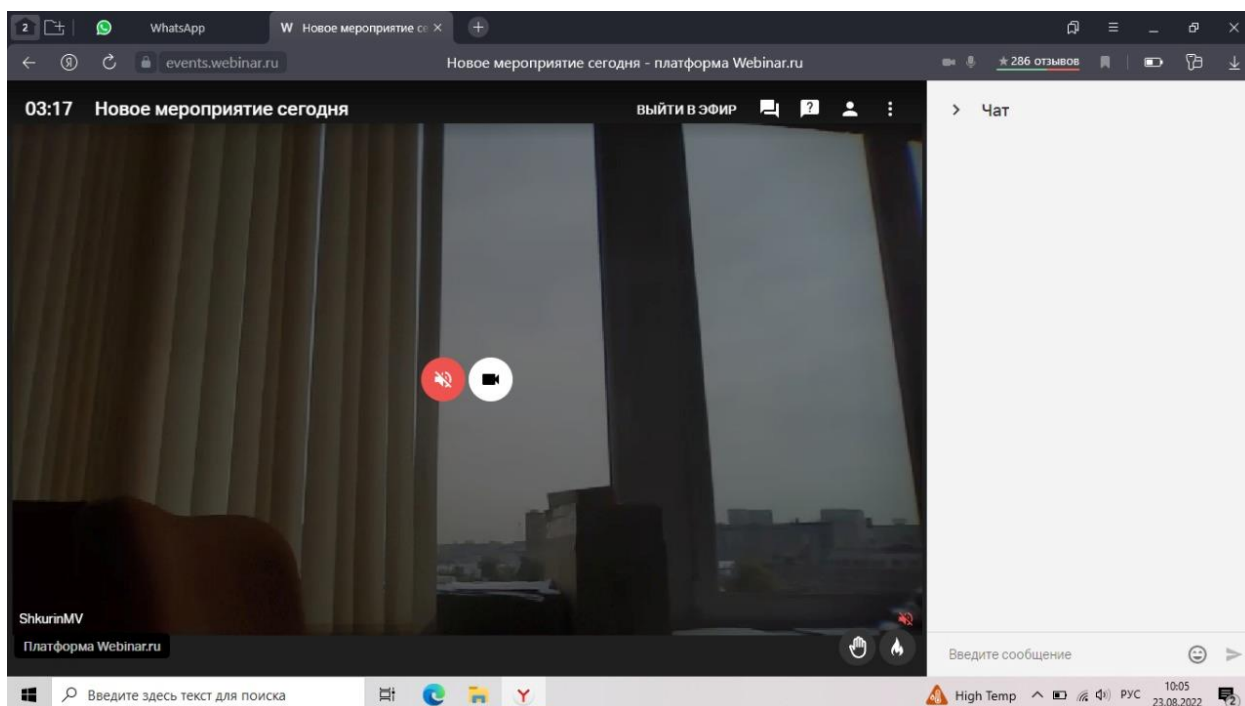 2
WhatsApp
W Новое мероприятие се
events.webinar.ru
Новое мероприятие сегодня - платформа Webinar.ru
★ 286 отзывов
03:17 Новое мероприятие сегодня
ВЫЙТИ В ЭФИР
Чат
ShkurinMV
Платформа Webinar.ru
Введите сообщение
Введите здесь текст для поиска
High Temp
РУС
10:05
23.08.2022
2